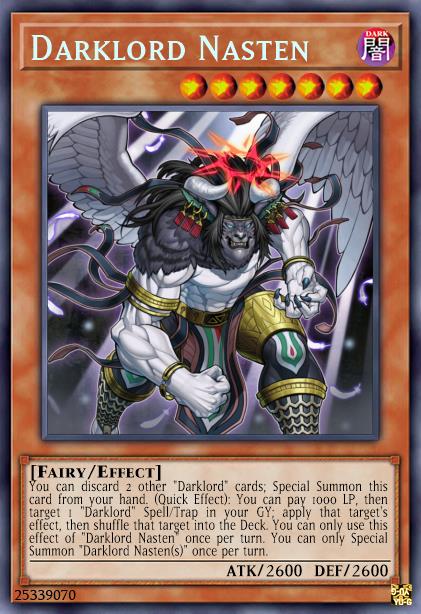 Darklord Nasten
DARK
闇
[Fairy/Effect]
You can discard 2 other "Darklord" cards; Special Summon this
card from your hand. (Quick Effect): You can pay 1000 LP, then
target 1 "Darklord" Spell/Trap in your GY; apply that target's
effect, then shuffle that target into the Deck. You can only use this
effect of "Darklord Nasten" once per turn. You can only Special
Summon "Darklord Nasten(s)" once per turn.
ATK/2600 DEF/2600
25339070